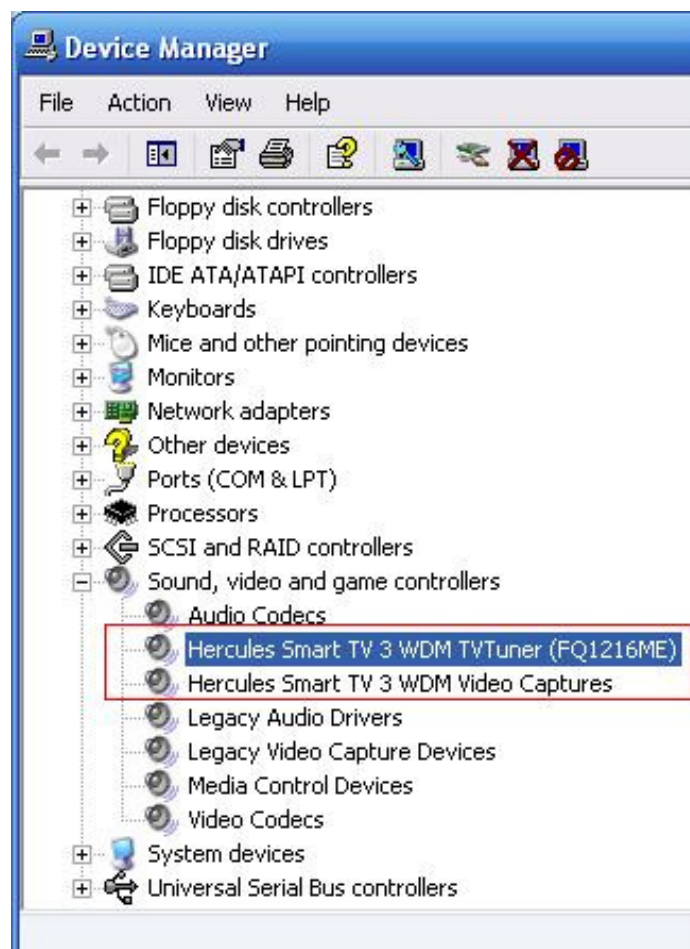 Device Manager
File Action View Help
Floppy disk controllers
Floppy disk drives
IDE ATA/ATAPI controllers
Keyboards
Mice and other pointing devices
Monitors
Network adapters
Other devices
Ports (COM & LPT)
Processors
SCSI and RAID controllers
Sound, video and game controllers
Audio Codecs
Hercules Smart TV 3 WDM TVTuner (FQ1216ME)
Hercules Smart TV 3 WDM Video Captures
Legacy Audio Drivers
Legacy Video Capture Devices
Media Control Devices
Video Codecs
System devices
Universal Serial Bus controllers